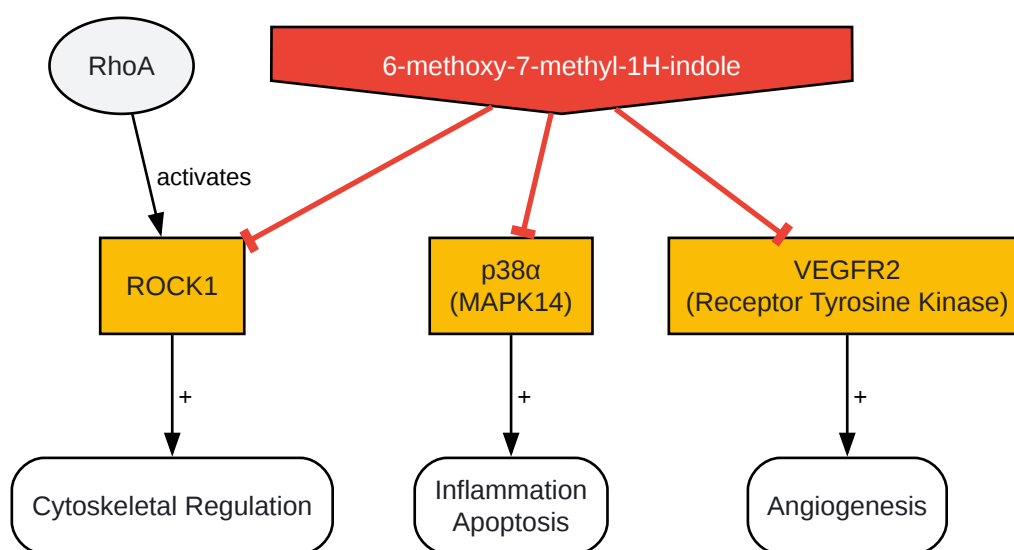 RhoA
6-methoxy-7-methyl-1H-indole
activates
ROCK1
p38α
(MAPK14)
VEGFR2
(Receptor Tyrosine Kinase)
+
+
+
Cytoskeletal Regulation
Inflammation
Apoptosis
Angiogenesis